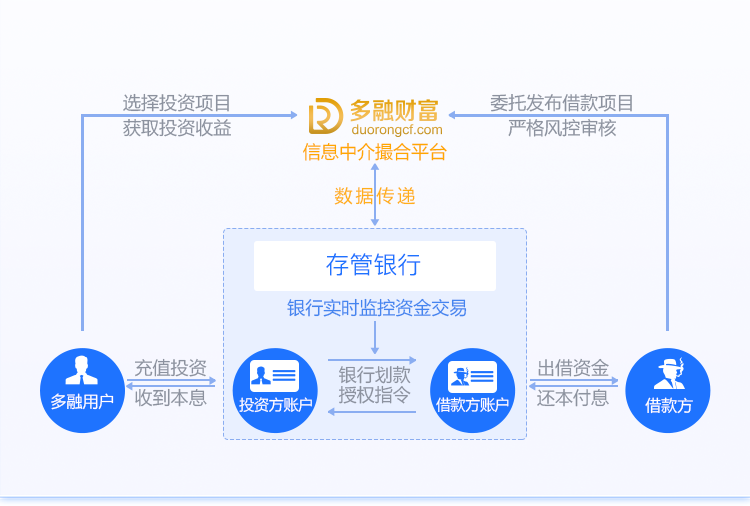 选择投资项目
获取投资收益
多融财富
duorongcf.com
信息中介撮合平台
委托发布借款项目
严格风控审核
数据传递
存管银行
银行实时监控资金交易
多融用户
充值投资
收到本息
投资方账户
银行划款
授权指令
借款方账户
出借资金
还本付息
借款方